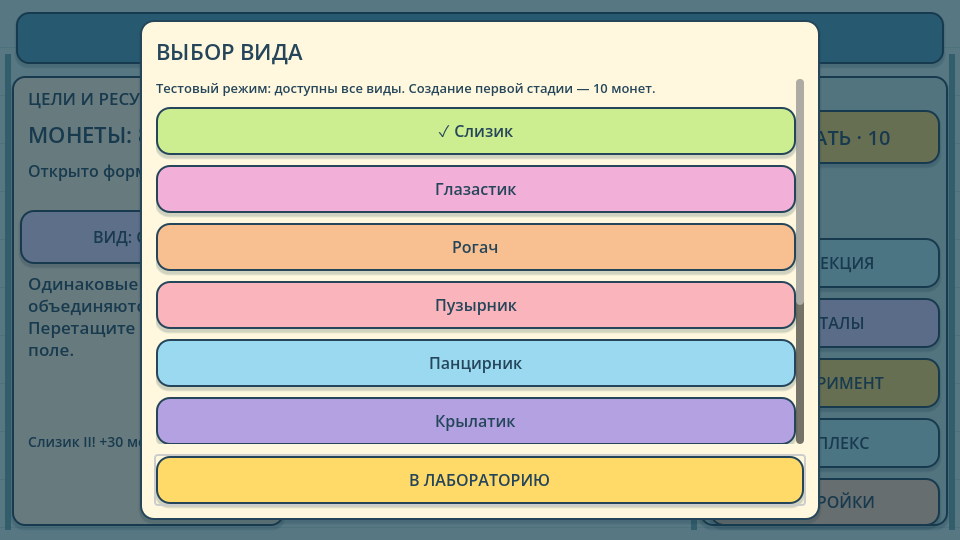 ВЫБОР ВИДА
Тестовый режим: доступны все виды. Создание первой стадии — 10 монет.
✓ Слизик
Глазастик
Рогач
Пузырник
Панцирник
Крылатик
В ЛАБОРАТОРИЮ
ЦЕЛИ И РЕСУ
МОНЕТЫ:
Открыто форм
ВИД:
Одинаковые
объединяютс
Перетащите
поле.
Слизик II! +30 мо
АТЬ · 10
ЕКЦИЯ
ТАЛЫ
РИМЕНТ
ПЛЕКС
РОЙКИ